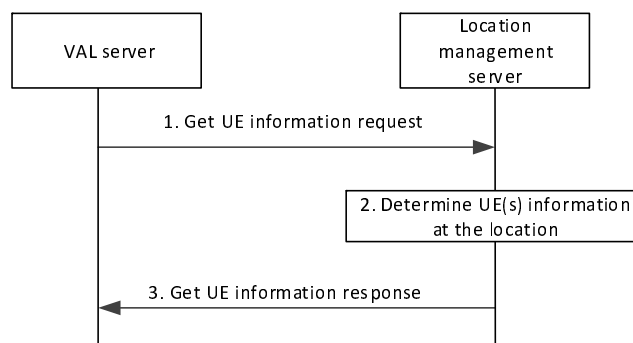 VAL server
Location
management
server
1. Get UE information request
2. Determine UE(s) information
at the location
3. Get UE information response